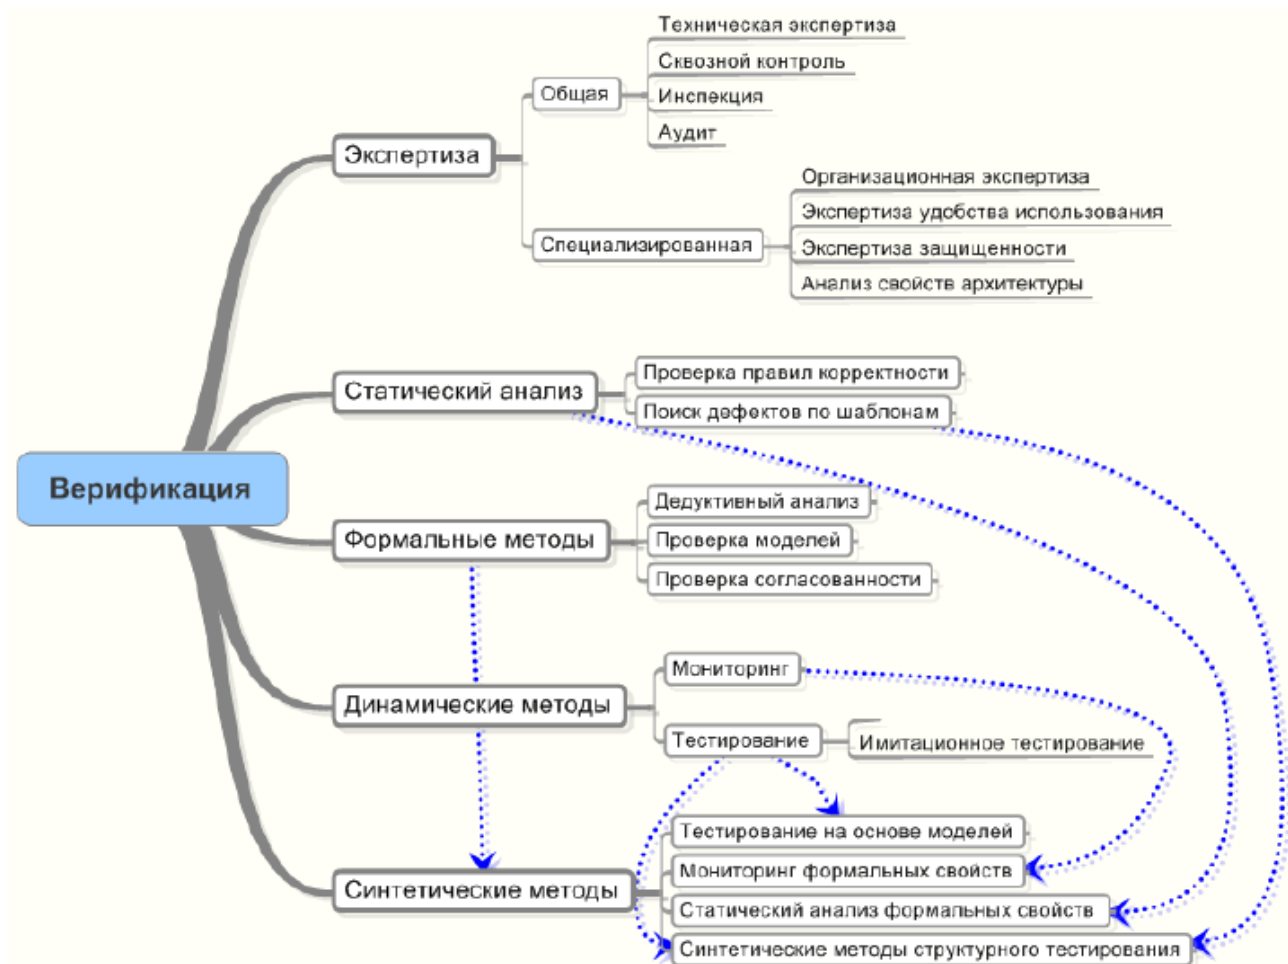 Техническая экспертиза
Сквозной контроль
Общая
Инспекция
Аудит
Экспертиза
Организационная экспертиза
Экспертиза удобства использования
Специализированная
Экспертиза защищенности
Анализ свойств архитектуры
Проверка правил корректности
Статический анализ
Поиск дефектов по шаблонам
Верификация
Дедуктивный анализ
Формальные методы
Проверка моделей
Проверка согласованности
Мониторинг
Динамические методы
Тестирование
Имитационное тестирование
Тестирование на основе моделей
Мониторинг формальных свойств
Синтетические методы
Статический анализ формальных свойств
Синтетические методы структурного тестирования